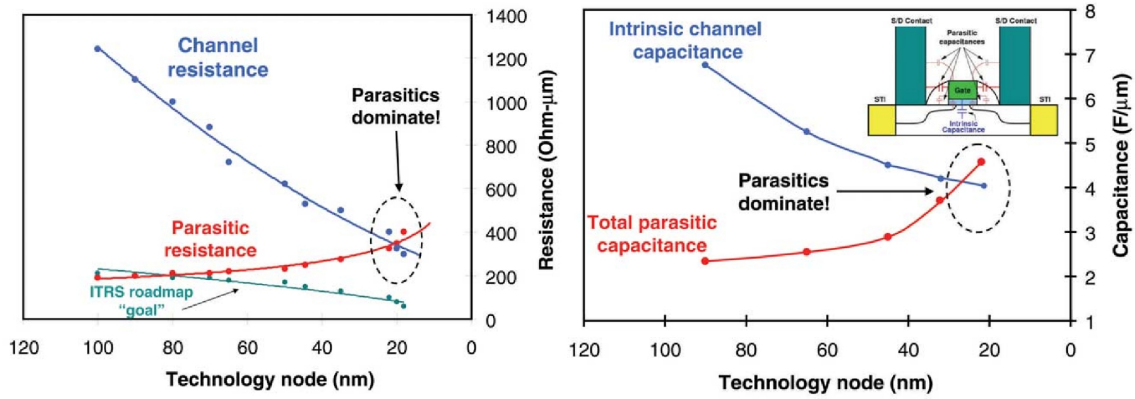 Channel
resistance
Parasitics
dominate!
Parasitic
resistance
ITRS roadmap
“goal”
1400
1200
1000
800
600
400
200
0
Resistance (Ohm-μm)
120 100 80 60 40 20 0
Technology node (nm)
Intrinsic channel
capacitance
S/D Contact S/D Contact
Parasitic
capacitances
Gate
STI STI
Intrinsic
Capacitance
Parasitics
dominate!
Total parasitic
capacitance
8
7
6
5
4
3
2
1
Capacitance (F/μm)
120 100 80 60 40 20 0
Technology node (nm)